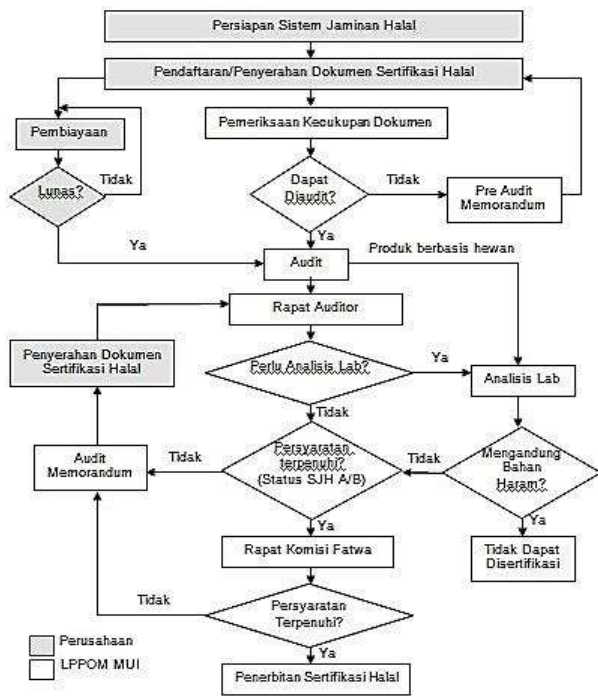 Persiapan Sistem Jaminan Halal
Pendaftaran/Penyerahan Dokumen Sertifikasi Halal
Pembiayaan
Pemeriksaan Kecukupan Dokumen
Lunas?
Tidak
Dapat
Diaudit?
Tidak
Pre Audit
Memorandum
Ya
Ya
Audit
Produk berbasis hewan
Rapat Auditor
Penyerahan Dokumen
Sertifikasi Halal
Perlu Analisis Lab?
Ya
Analisis Lab
Tidak
Audit
Memorandum
Tidak
Persyaratan
terpenuhi?
(Status SJH A/B)
Tidak
Mengandung
Bahan
Haram?
Ya
Ya
Rapat Komisi Fatwa
Tidak Dapat
Disertifikasi
Tidak
Persyaratan
Terpenuhi?
Perusahaan
LPPOM MUI
Ya
Penerbitan Sertifikasi Halal